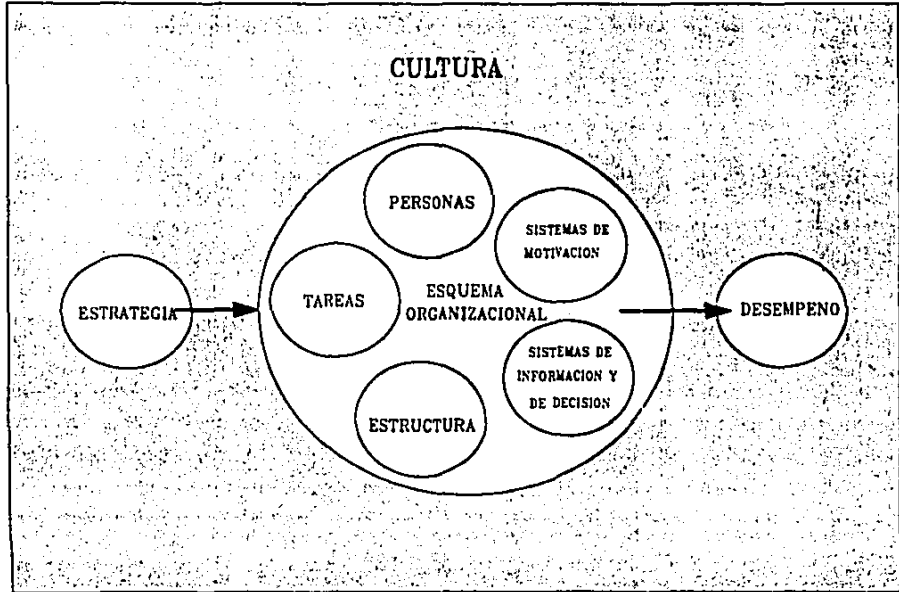 CULTURA
PERSONAS
SISTEMAS DE
MOTIVACION
ESTRATEGIA
TAREAS
ESQUEMA
ORGANIZACIONAL
DESEMPENO
SISTEMAS DE
INFORMACION Y
DE DECISION
ESTRUCTURA